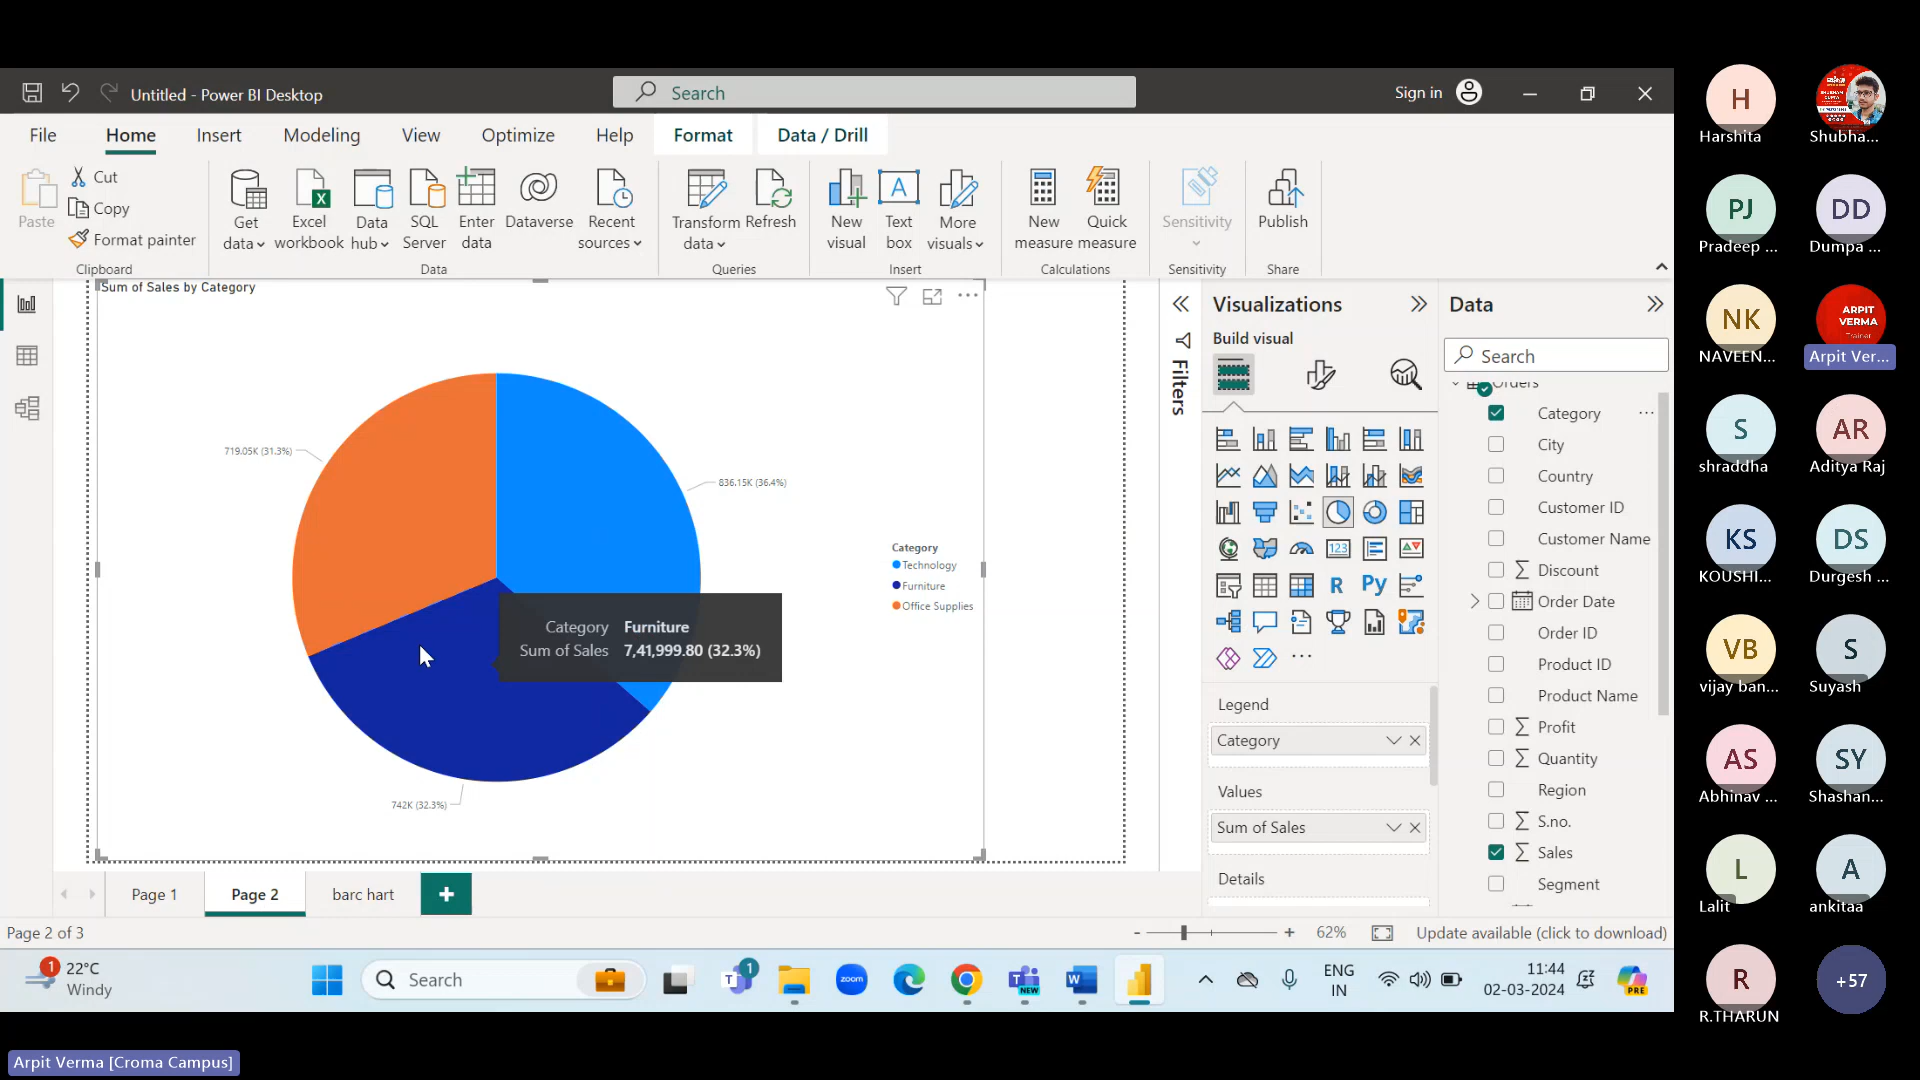 Untitled - Power BI Desktop
Search
Sign in
File
Home
Insert
Modeling
View
Optimize
Help
Format
Data / Drill
Paste
Cut
Copy
Format painter
Clipboard
Get data
Excel workbook
Data hub
SQL Server
Enter data
Dataverse
Recent sources
Data
Transform data
Refresh
Queries
New visual
Text box
More visuals
Insert
New measure
Quick measure
Calculations
Sensitivity
Sensitivity
Publish
Share
Sum of Sales by Category
719.05K (31.3%)
836.15K (36.4%)
742K (32.3%)
Category Furniture
Sum of Sales 7,41,999.80 (32.3%)
Category
Technology
Furniture
Office Supplies
Filters
Visualizations
Build visual
123
R
Py
Legend
Category
Values
Sum of Sales
Details
Data
Search
Orders
Category
City
Country
Customer ID
Customer Name
Discount
Order Date
Order ID
Product ID
Product Name
Profit
Quantity
Region
S.no.
Sales
Segment
Page 1
Page 2
barc hart
Page 2 of 3
62%
Update available (click to download)
1
22°C
Windy
Search
1
zoom
NEW
ENG
IN
11:44
02-03-2024
PRE
H
Harshita
Shubha...
PJ
Pradeep ...
DD
Dumpa ...
NK
NAVEEN...
ARPIT
VERMA
Trainer
Arpit Ver...
S
shraddha
AR
Aditya Raj
KS
KOUSHI...
DS
Durgesh ...
VB
vijay ban...
S
Suyash
AS
Abhinav ...
SY
Shashan...
L
Lalit
A
ankitaa
R
R.THARUN
+57
Arpit Verma [Croma Campus]